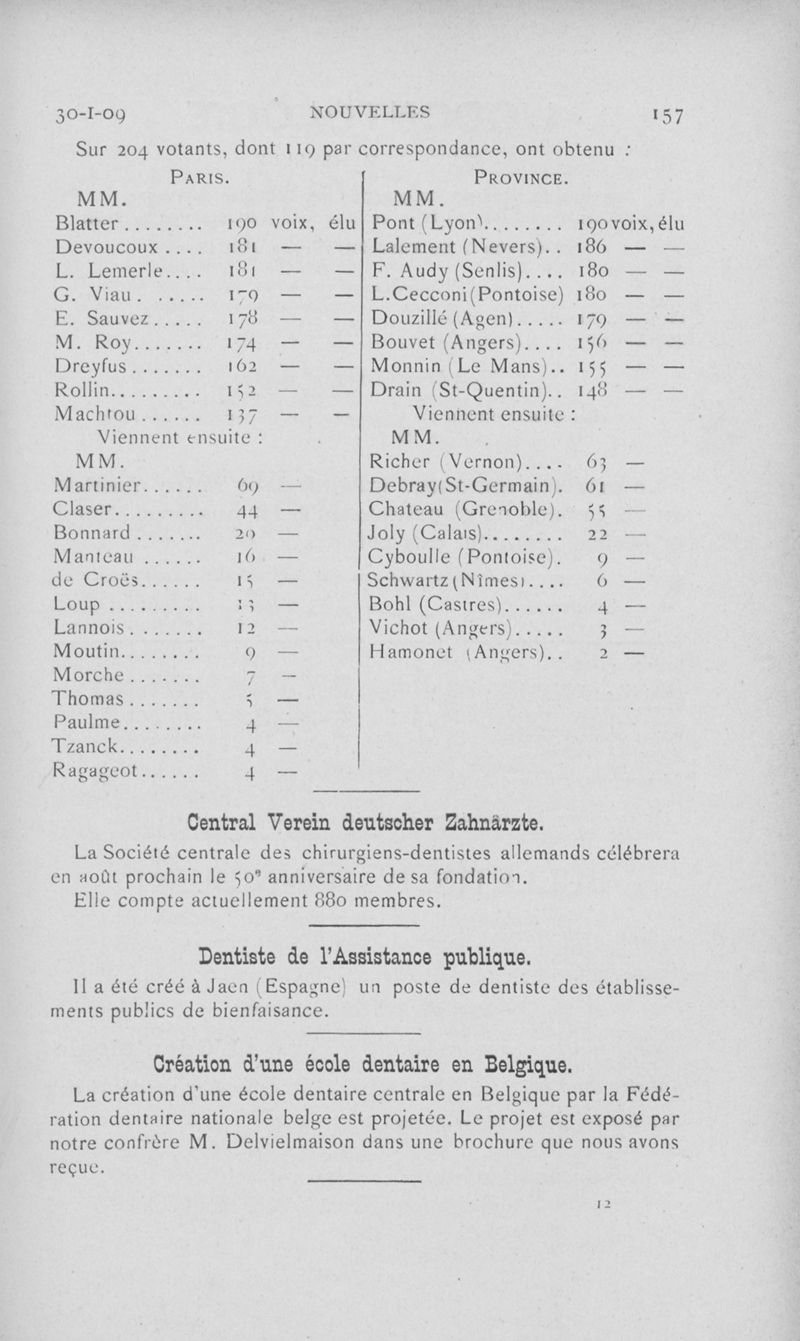 30-I-09 NOUVELLES 157
Sur 204 votants, dont 119 par correspondance, ont obtenu :
PARIS.
MM.
Blatter........ 190 voix, élu
Devoucoux.... 181 — —
L. Lemerle.... 181 — —
G. Viau. ..... 179 — —
E. Sauvez..... 178 — —
M. Roy....... 174 — —
Dreyfus....... 162 — —
Rollin......... 152 — —
Machtou...... 137 — —
Viennent ensuite :
MM.
Martinier...... 69 —
Claser......... 44 —
Bonnard....... 20 —
Manteau...... 16 —
de Croës...... 15 —
Loup......... 13 —
Lannois....... 12 —
Moutin........ 9 —
Morche....... 7 —
Thomas....... 5 —
Paulme........ 4 —
Tzanck........ 4 —
Ragageot...... 4 —
PROVINCE.
MM.
Pont (Lyon)......... 190 voix, élu
Lalement (Nevers).. 186 — —
F. Audy (Senlis).... 180 — —
L. Cecconi (Pontoise) 180 — —
Douzillé (Agen)..... 179 — —
Bouvet (Angers).... 156 — —
Monnin (Le Mans).. 155 — —
Drain (St-Quentin).. 148 — —
Viennent ensuite :
MM.
Richer (Vernon).... 63 —
Debray (St-Germain). 61 —
Chateau (Grenoble). 55 —
Joly (Calais)........ 22 —
Cyboulle (Pontoise). 9 —
Schwartz (Nîmes).... 6 —
Bohl (Castres)...... 4 —
Vichot (Angers)..... 3 —
Hamonet (Angers).. 2 —
Central Verein deutscher Zahnärzte.
La Société centrale des chirurgiens-dentistes allemands célébrera
en août prochain le 50e anniversaire de sa fondation.
Elle compte actuellement 880 membres.
Dentiste de l'Assistance publique.
Il a été créé à Jaen (Espagne) un poste de dentiste des établisse-
ments publics de bienfaisance.
Création d'une école dentaire en Belgique.
La création d'une école dentaire centrale en Belgique par la Fédé-
ration dentaire nationale belge est projetée. Le projet est exposé par
notre confrère M. Delvielmaison dans une brochure que nous avons
reçue.
12